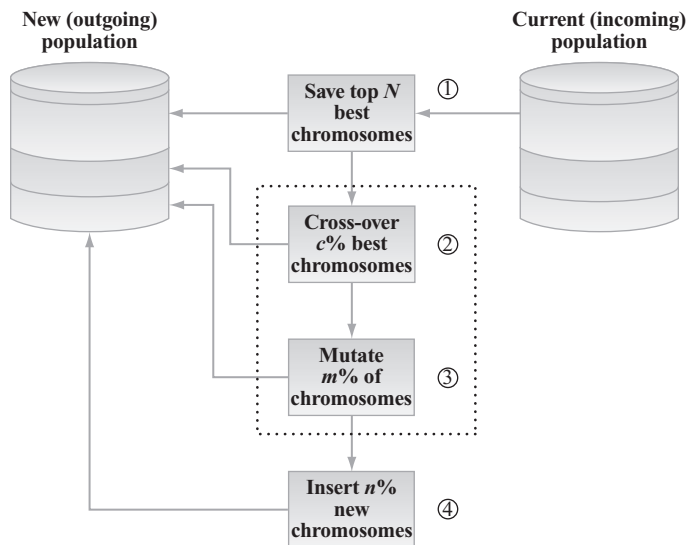 New (outgoing)
population
Current (incoming)
population
Save top N
best
chromosomes
①
Cross-over
c% best
chromosomes
②
Mutate
m% of
chromosomes
③
Insert n%
new
chromosomes
④